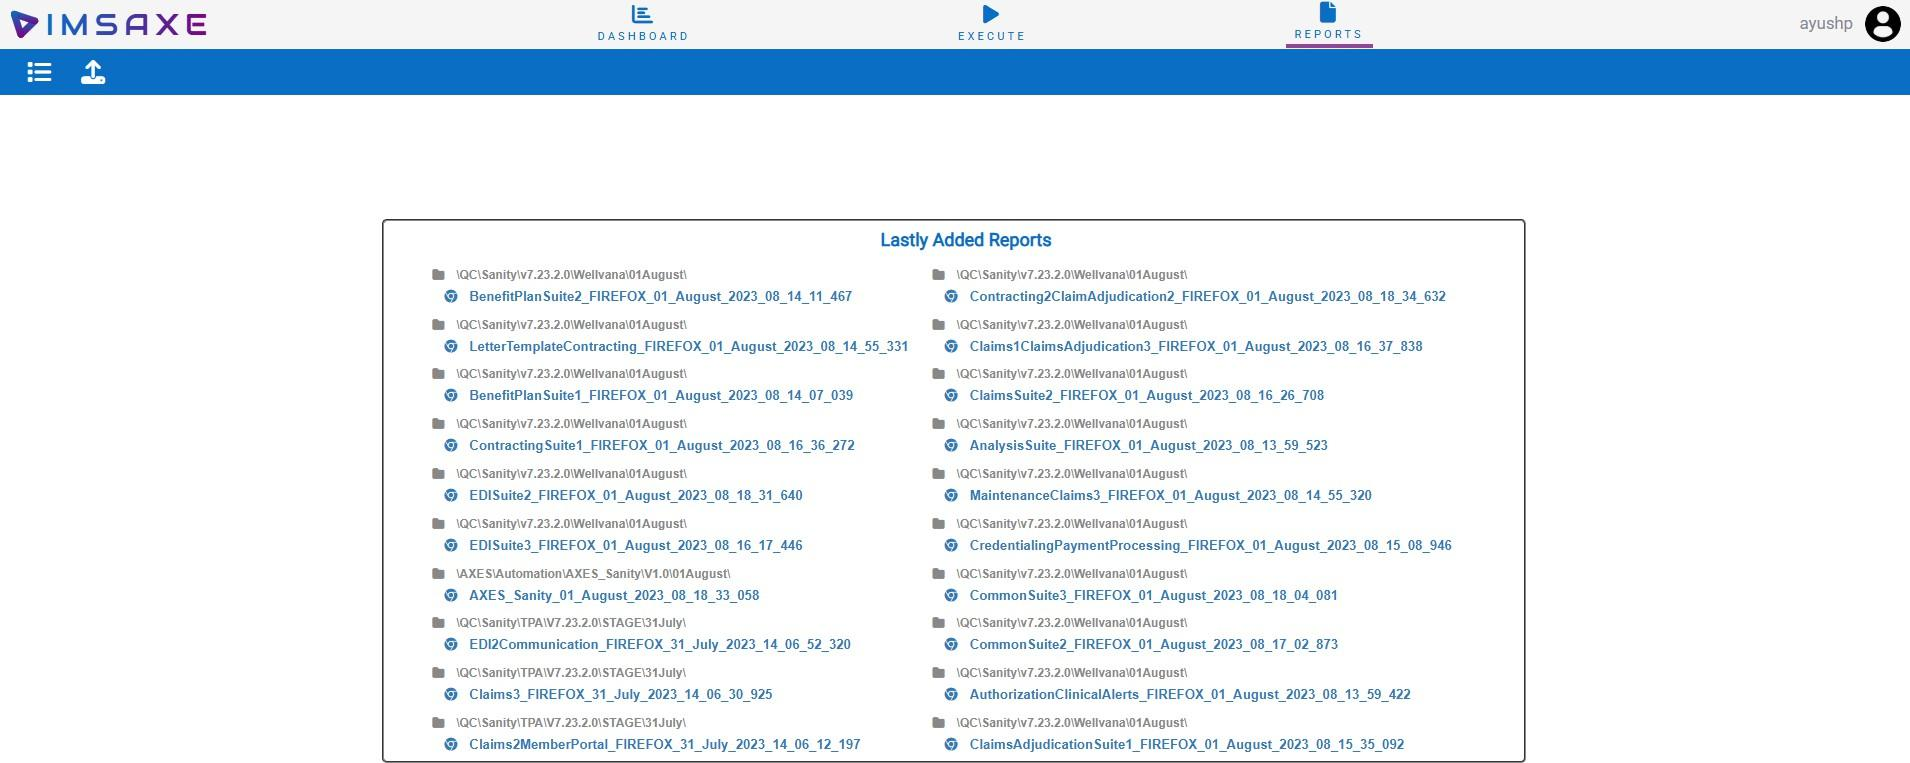 IMSAXE
DASHBOARD
EXECUTE
REPORTS
ayushp
Lastly Added Reports
\QC\Sanity\v7.23.2.0\Wellvana\01August\
BenefitPlanSuite2_FIREFOX_01_August_2023_08_14_11_467
\QC\Sanity\v7.23.2.0\Wellvana\01August\
LetterTemplateContracting_FIREFOX_01_August_2023_08_14_55_331
\QC\Sanity\v7.23.2.0\Wellvana\01August\
BenefitPlanSuite1_FIREFOX_01_August_2023_08_14_07_039
\QC\Sanity\v7.23.2.0\Wellvana\01August\
ContractingSuite1_FIREFOX_01_August_2023_08_16_36_272
\QC\Sanity\v7.23.2.0\Wellvana\01August\
EDISuite2_FIREFOX_01_August_2023_08_18_31_640
\QC\Sanity\v7.23.2.0\Wellvana\01August\
EDISuite3_FIREFOX_01_August_2023_08_16_17_446
\AXES\Automation\AXES_Sanity\V1.0\01August\
AXES_Sanity_01_August_2023_08_18_33_058
\QC\Sanity\TPA\V7.23.2.0\STAGE\31July\
EDI2Communication_FIREFOX_31_July_2023_14_06_52_320
\QC\Sanity\TPA\V7.23.2.0\STAGE\31July\
Claims3_FIREFOX_31_July_2023_14_06_30_925
\QC\Sanity\TPA\V7.23.2.0\STAGE\31July\
Claims2MemberPortal_FIREFOX_31_July_2023_14_06_12_197
\QC\Sanity\v7.23.2.0\Wellvana\01August\
Contracting2ClaimAdjudication2_FIREFOX_01_August_2023_08_18_34_632
\QC\Sanity\v7.23.2.0\Wellvana\01August\
Claims1ClaimsAdjudication3_FIREFOX_01_August_2023_08_16_37_838
\QC\Sanity\v7.23.2.0\Wellvana\01August\
ClaimsSuite2_FIREFOX_01_August_2023_08_16_26_708
\QC\Sanity\v7.23.2.0\Wellvana\01August\
AnalysisSuite_FIREFOX_01_August_2023_08_13_59_523
\QC\Sanity\v7.23.2.0\Wellvana\01August\
MaintenanceClaims3_FIREFOX_01_August_2023_08_14_55_320
\QC\Sanity\v7.23.2.0\Wellvana\01August\
CredentialingPaymentProcessing_FIREFOX_01_August_2023_08_15_08_946
\QC\Sanity\v7.23.2.0\Wellvana\01August\
CommonSuite3_FIREFOX_01_August_2023_08_18_04_081
\QC\Sanity\v7.23.2.0\Wellvana\01August\
CommonSuite2_FIREFOX_01_August_2023_08_17_02_873
\QC\Sanity\v7.23.2.0\Wellvana\01August\
AuthorizationClinicalAlerts_FIREFOX_01_August_2023_08_13_59_422
\QC\Sanity\v7.23.2.0\Wellvana\01August\
ClaimsAdjudicationSuite1_FIREFOX_01_August_2023_08_15_35_092